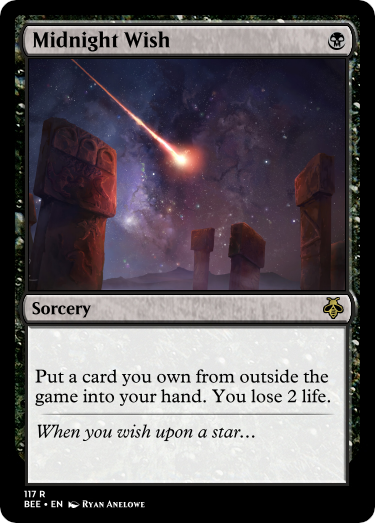 Midnight Wish
Sorcery
Put a card you own from outside the
game into your hand. You lose 2 life.
When you wish upon a star…
117 R
BEE • EN Ryan Anelowe